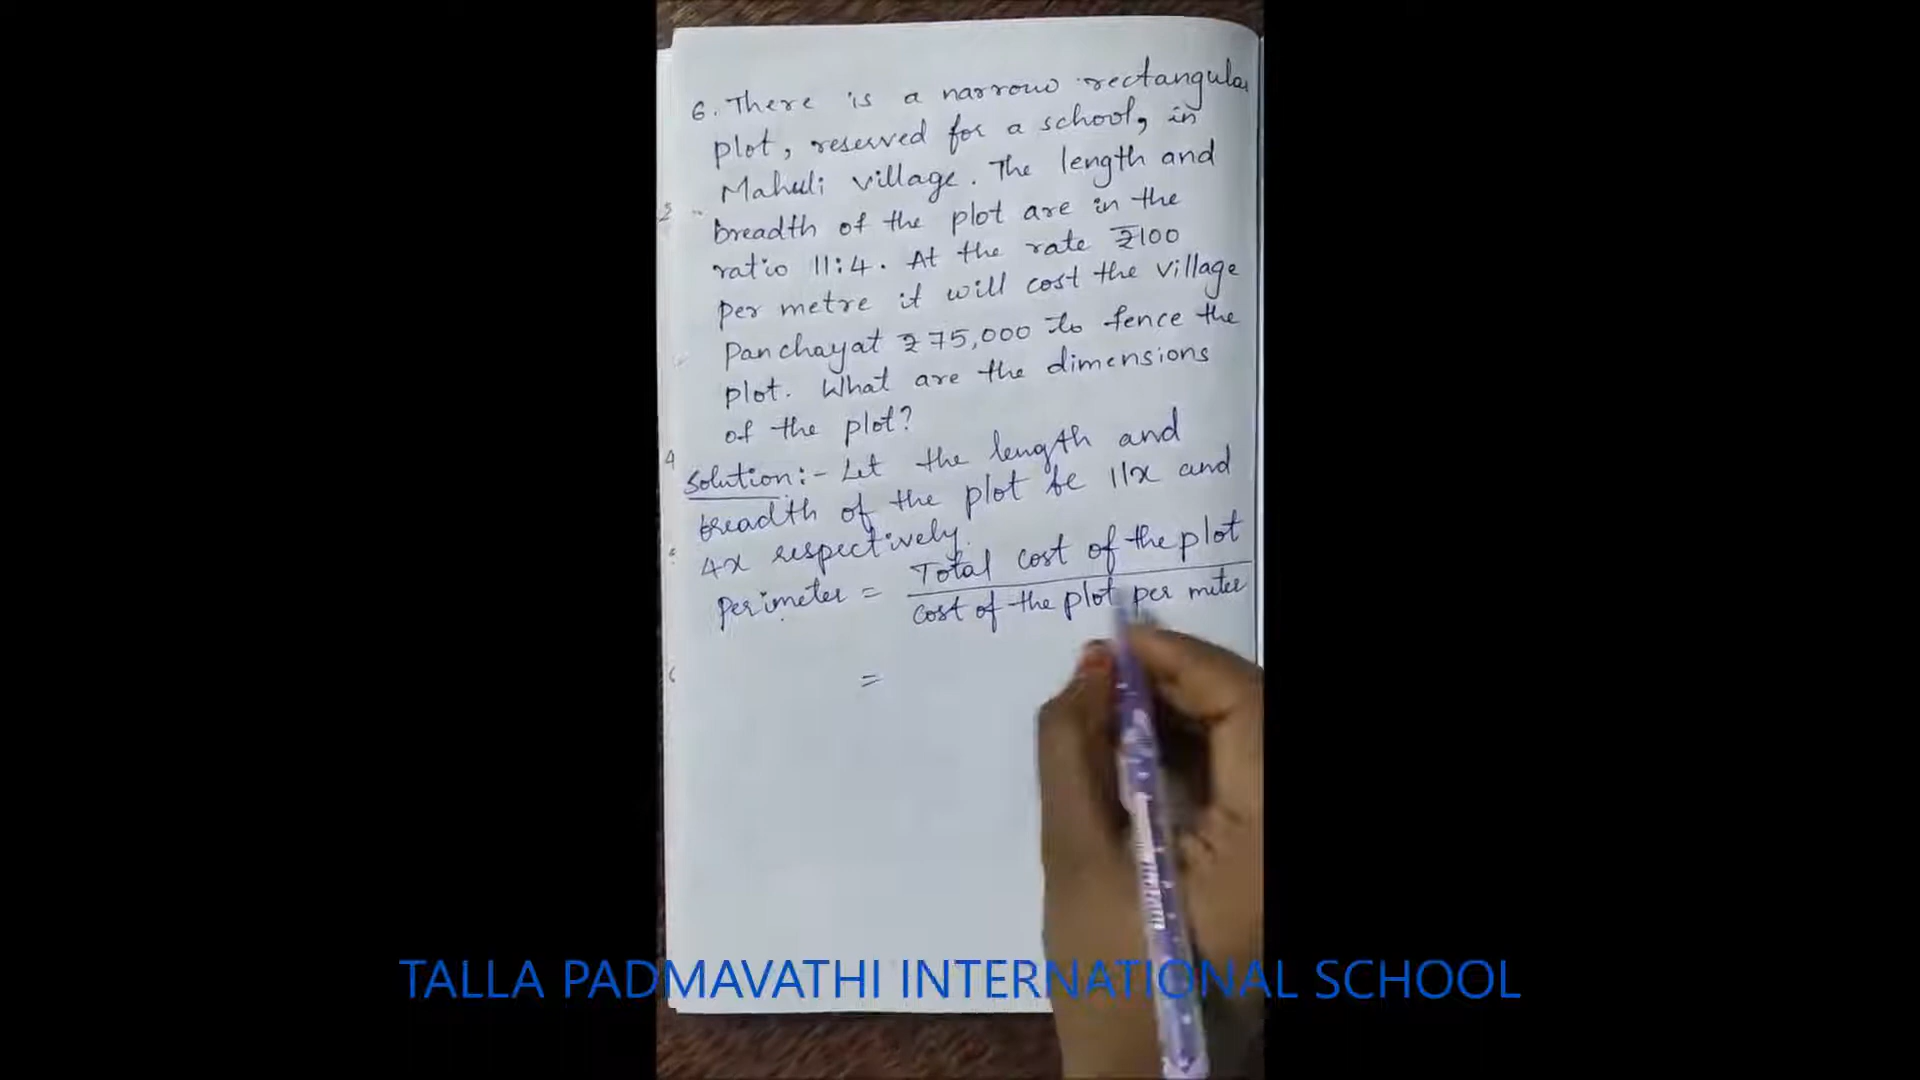 6. There is a narrow rectangular
plot, reserved for a school, in
Mahuli village. The length and
breadth of the plot are in the
ratio 11:4. At the rate ₹100
per metre it will cost the village
panchayat ₹75,000 to fence the
plot. What are the dimensions
of the plot?
Solution:- Let the length and
breadth of the plot be 11x and
4x respectively.
perimeter = Total cost of the plot
cost of the plot per meter
=
TALLA PADMAVATHI INTERNATIONAL SCHOOL